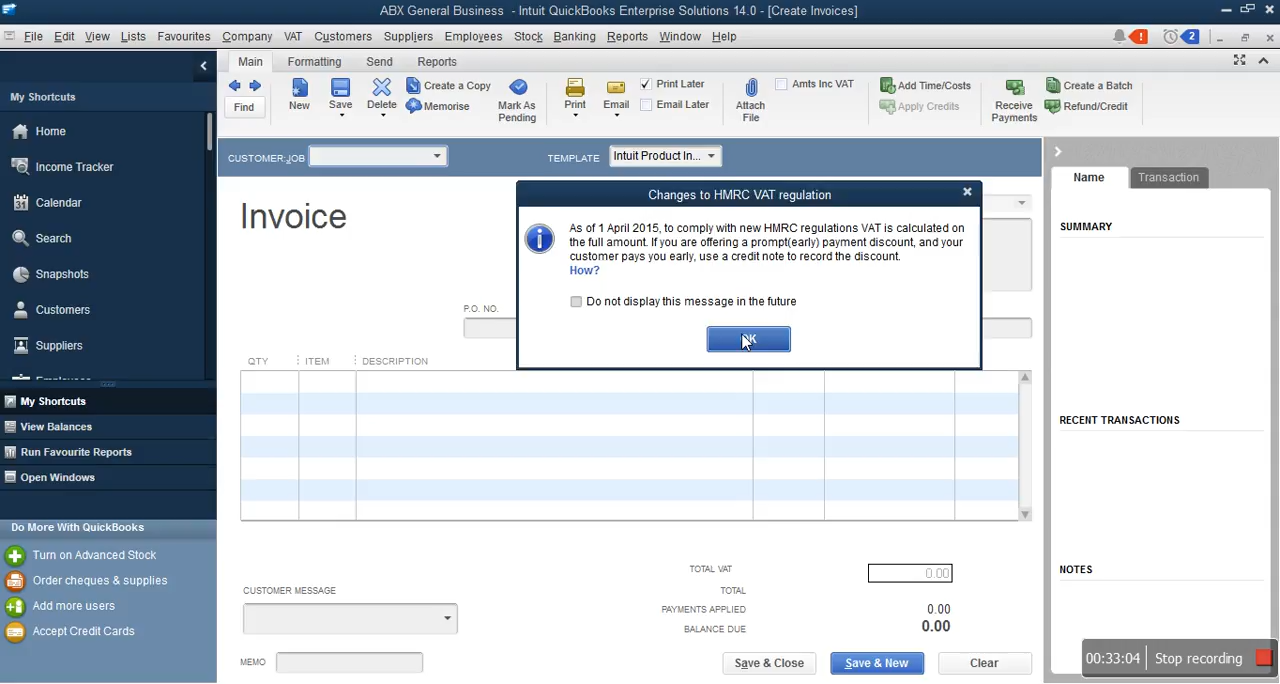 ABX General Business - Intuit QuickBooks Enterprise Solutions 14.0 - [Create Invoices]
File Edit View Lists Favourites Company VAT Customers Suppliers Employees Stock Banking Reports Window Help
! 2
Main Formatting Send Reports
Find
New
Save
Delete
Create a Copy
Memorise
Mark As
Pending
Print
Email
Print Later
Email Later
Attach
File
Amts Inc VAT
Add Time/Costs
Apply Credits
Receive
Payments
Create a Batch
Refund/Credit
My Shortcuts
Home
Income Tracker
Calendar
Search
Snapshots
Customers
Suppliers
My Shortcuts
View Balances
Run Favourite Reports
Open Windows
Do More With QuickBooks
Turn on Advanced Stock
Order cheques & supplies
Add more users
Accept Credit Cards
CUSTOMER:JOB
TEMPLATE Intuit Product In...
Invoice
P.O. NO.
QTY ITEM DESCRIPTION
Changes to HMRC VAT regulation
As of 1 April 2015, to comply with new HMRC regulations VAT is calculated on
the full amount. If you are offering a prompt(early) payment discount, and your
customer pays you early, use a credit note to record the discount.
How?
Do not display this message in the future
OK
TOTAL VAT 0.00
TOTAL
PAYMENTS APPLIED 0.00
BALANCE DUE 0.00
CUSTOMER MESSAGE
MEMO
Save & Close Save & New Clear
Name Transaction
SUMMARY
RECENT TRANSACTIONS
NOTES
00:33:04 Stop recording